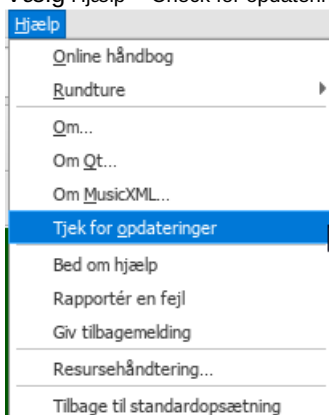 Hjælp
Online håndbog
Rundture
Om...
Om Qt...
Om MusicXML...
Tjek for opdateringer
Bed om hjælp
Rapportér en fejl
Giv tilbagemelding
Resursehåndtering...
Tilbage til standardopsætning